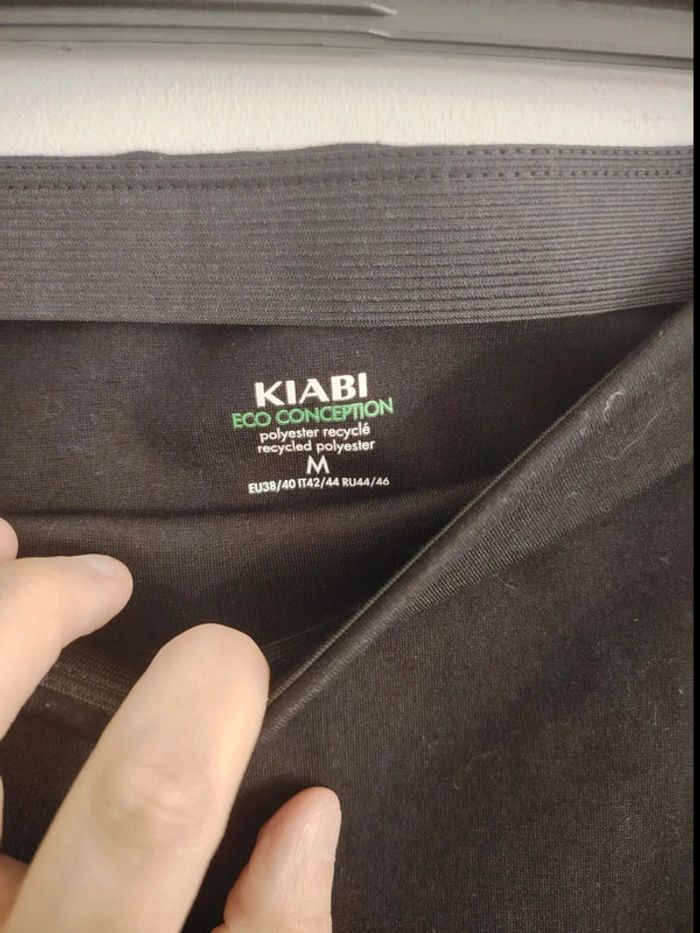 KIABI
ECO CONCEPTION
polyester recyclé
recycled polyester
M
EU38/40 IT42/44 RU44/46